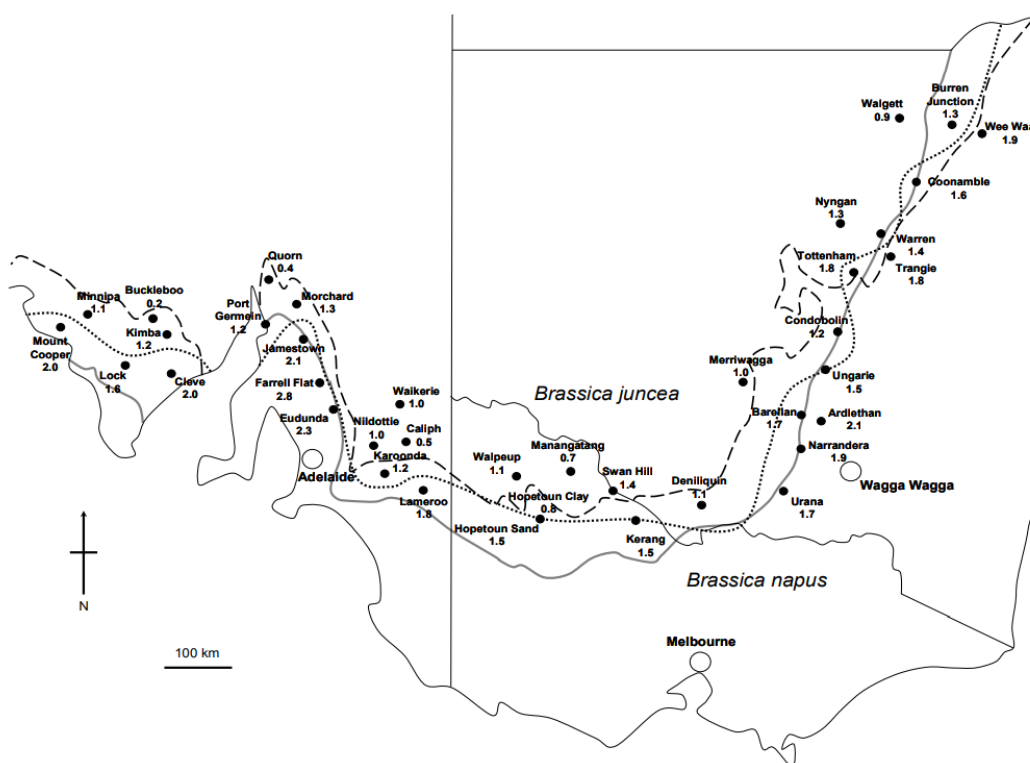 Walgett
0.9
Burren
Junction
1.3
Wee Waa
1.9
Coonamble
1.6
Nyngan
1.3
Warren
1.4
Tottenham
1.8
Trangie
1.8
Quorn
0.4
Minnipa
1.1
Buckleboo
0.2
Morchard
1.3
Port
Germein
1.2
Kimba
1.2
Mount
Cooper
2.0
Jamestown
2.1
Condobolin
1.2
Lock
1.6
Cleve
2.0
Farrell Flat
2.8
Merriwagga
1.0
Ungarie
1.5
Waikerie
1.0
Brassica juncea
Eudunda
2.3
Nildottie
1.0
Caliph
0.5
Barellan
1.7
Ardlethan
2.1
Karoonda
1.2
Walpeup
1.1
Manangatang
0.7
Narrandera
1.9
Adelaide
Swan Hill
1.4
Deniliquin
1.1
Wagga Wagga
Lameroo
1.8
Hopetoun Clay
0.8
Urana
1.7
Hopetoun Sand
1.5
Kerang
1.5
Brassica napus
N
Melbourne
100 km